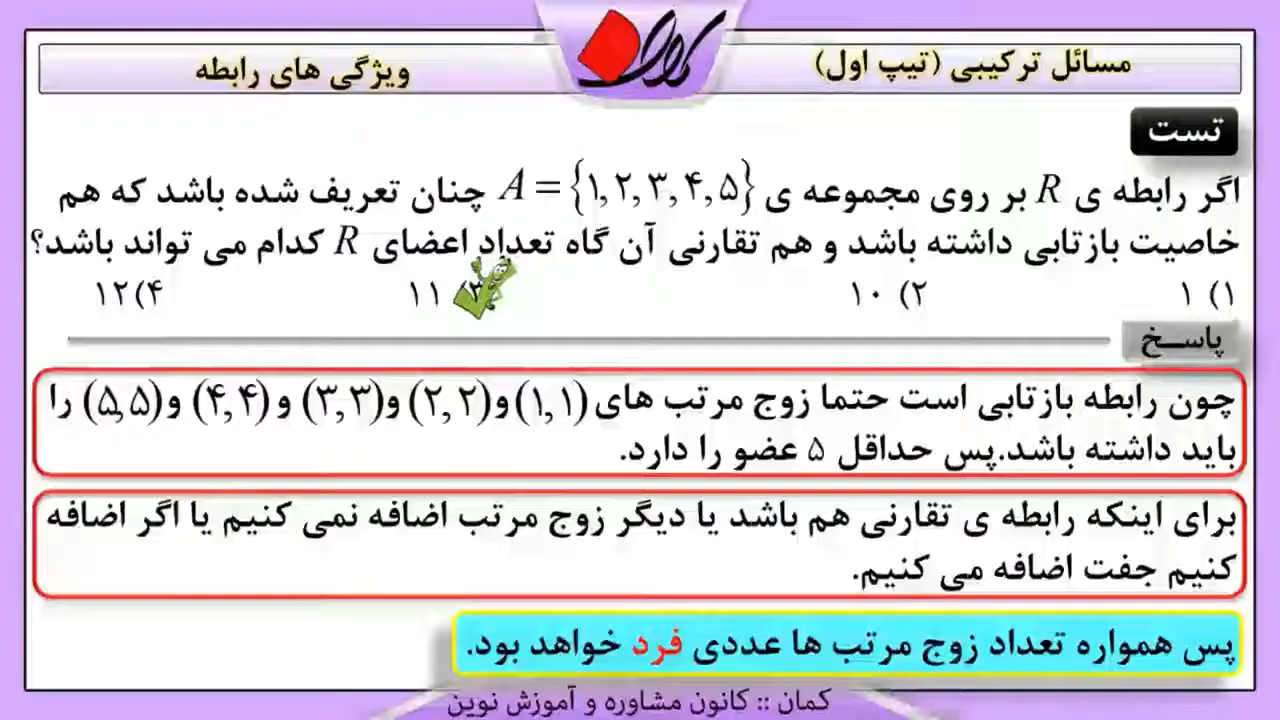 مسائل ترکیبی (تیپ اول)
کمان
ویژگی های رابطه
تست
اگر رابطه ی R بر روی مجموعه ی A = {۱,۲,۳,۴,۵} چنان تعریف شده باشد که هم
خاصیت بازتابی داشته باشد و هم تقارنی آن گاه تعداد اعضای R کدام می تواند باشد؟
۱) ۱ ۲) ۱۰ ۳) ۱۱ ۴) ۱۲
پاسخ
چون رابطه بازتابی است حتما زوج مرتب های (۱,۱) و(۲,۲) و(۳,۳) و (۴,۴) و(۵,۵) را
باید داشته باشد.پس حداقل ۵ عضو را دارد.
برای اینکه رابطه ی تقارنی هم باشد یا دیگر زوج مرتب اضافه نمی کنیم یا اگر اضافه
کنیم جفت اضافه می کنیم.
پس همواره تعداد زوج مرتب ها عددی فرد خواهد بود.
کمان :: کانون مشاوره و آموزش نوین